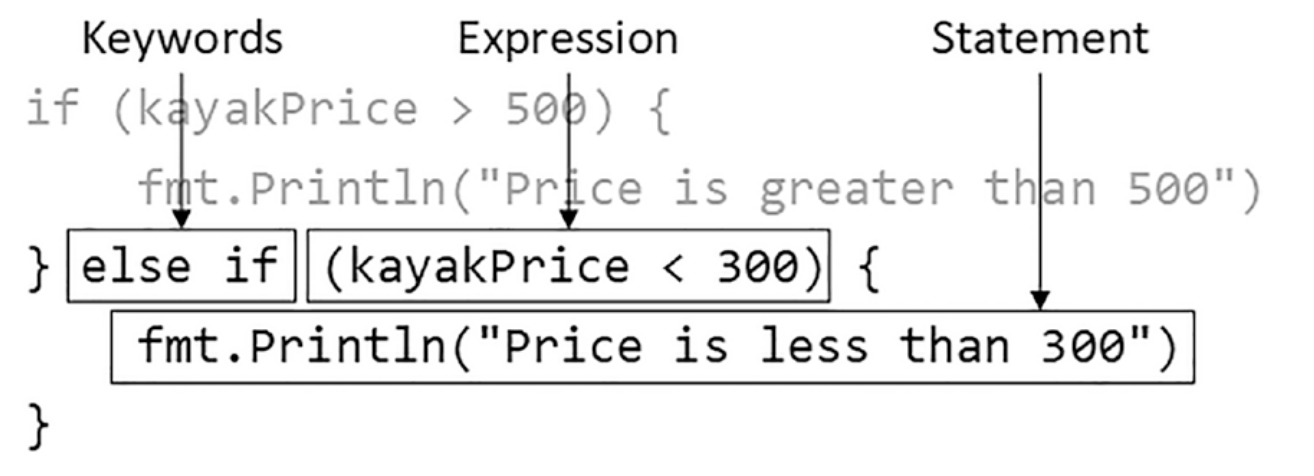 Keywords Expression Statement
if (kayakPrice > 500) {
    fmt.Println("Price is greater than 500")
} else if (kayakPrice < 300) {
    fmt.Println("Price is less than 300")
}